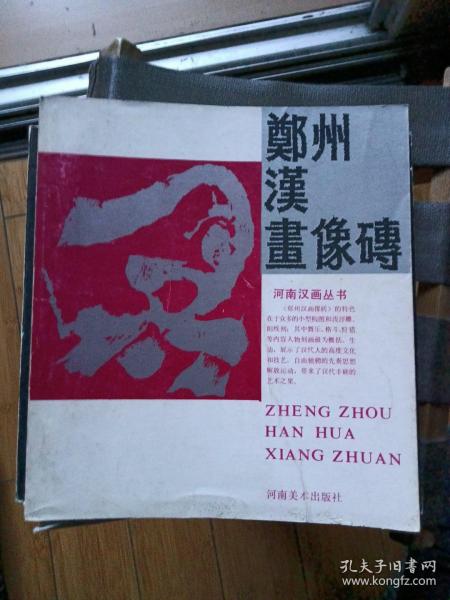 鄭州
漢
畫像磚
河南汉画丛书
《郑州汉画像砖》的特色
在于众多的小型构图和浅浮雕、
阳线刻，其中舞乐、格斗、狩猎
等内容人物刻画最为概括、生
动，展示了汉代人的高度文化
和技艺。自由驰骋的先秦思想
解放运动，带来了汉代丰硕的
艺术之果。
ZHENG ZHOU
HAN HUA
XIANG ZHUAN
河南美术出版社
孔夫子旧书网
www.kongfz.com